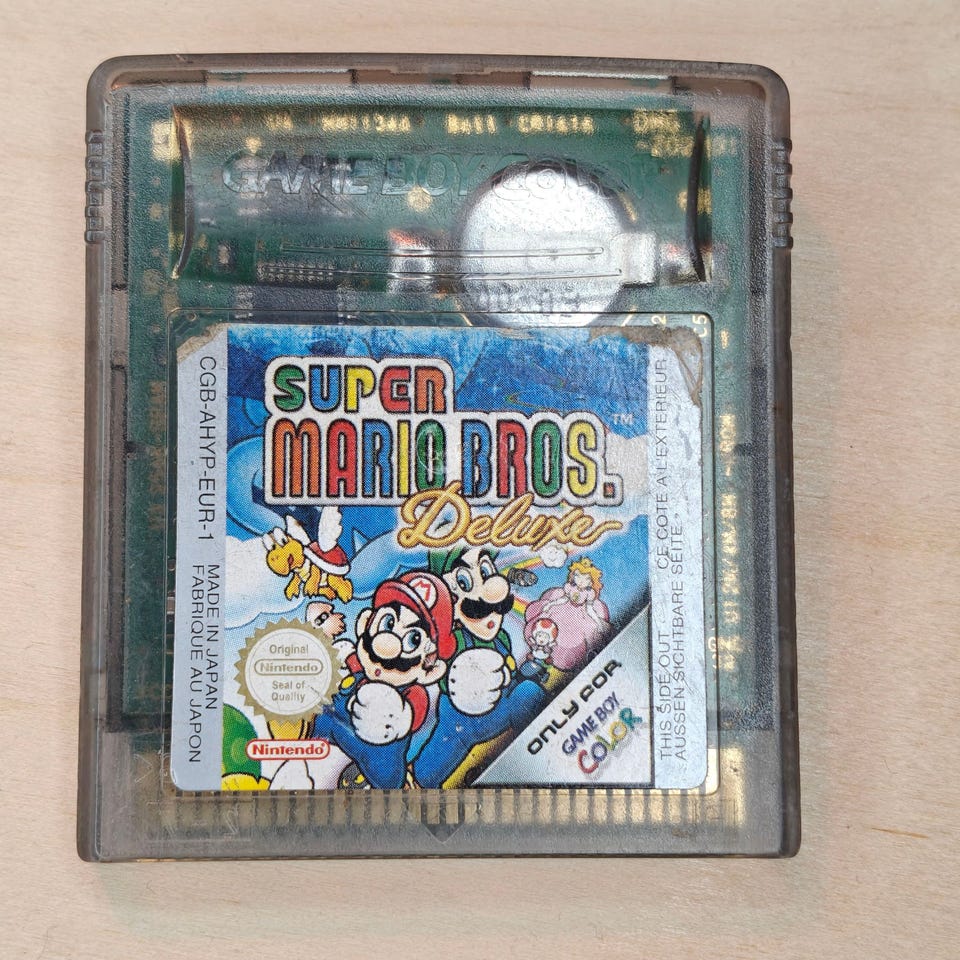 GAME BOY COLOR
SUPER
MARIO BROS.
TM
Deluxe
CGB-AHYP-EUR-1 MADE IN JAPAN
FABRIQUE AU JAPON
M
Original
Nintendo
Seal of
Quality
Nintendo®
ONLY FOR
GAME BOY
COLOR
THIS SIDE OUT CE COTÉ A L'EXTERIEUR
AUSSEN SICHTBARE SEITE